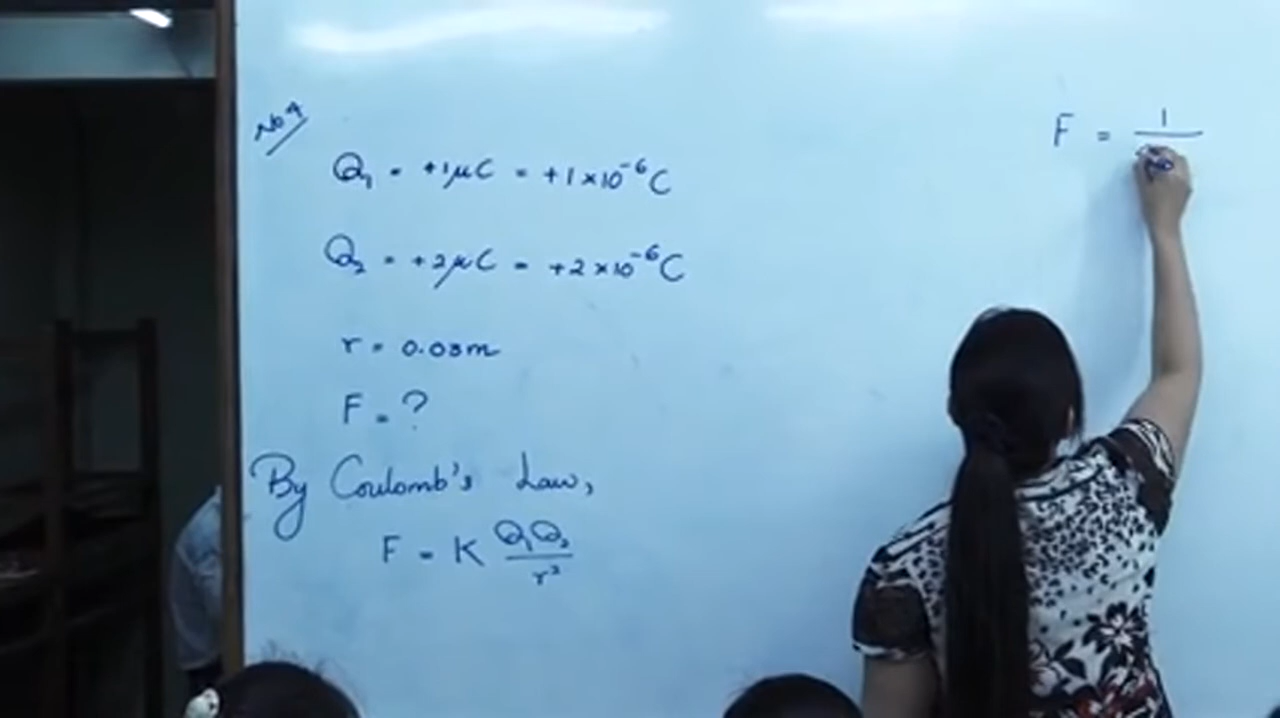 No 4
Q₁ = +1μC = +1×10⁻⁶C
Q₂ = +2μC = +2×10⁻⁶C
r = 0.03m
F = ?
By Coulomb's Law,
F = K Q₁Q₂ / r²
F = 1 /